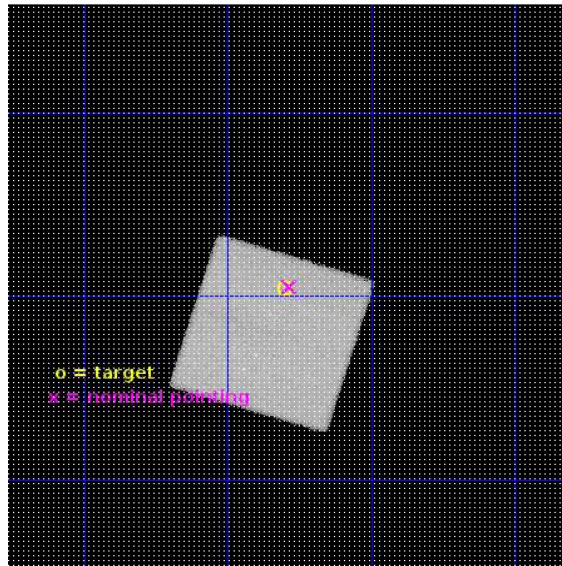 o = target
x = nominal pointing